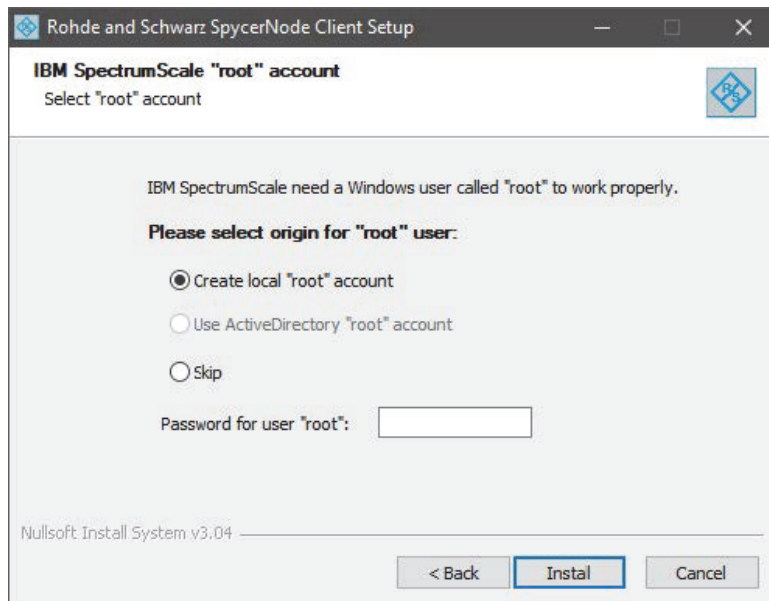 Rohde and Schwarz SpycerNode Client Setup
IBM SpectrumScale "root" account
Select "root" account
R
S
IBM SpectrumScale need a Windows user called "root" to work properly.
Please select origin for "root" user:
Create local "root" account
Use ActiveDirectory "root" account
Skip
Password for user "root":
Nullsoft Install System v3.04
< Back Install Cancel